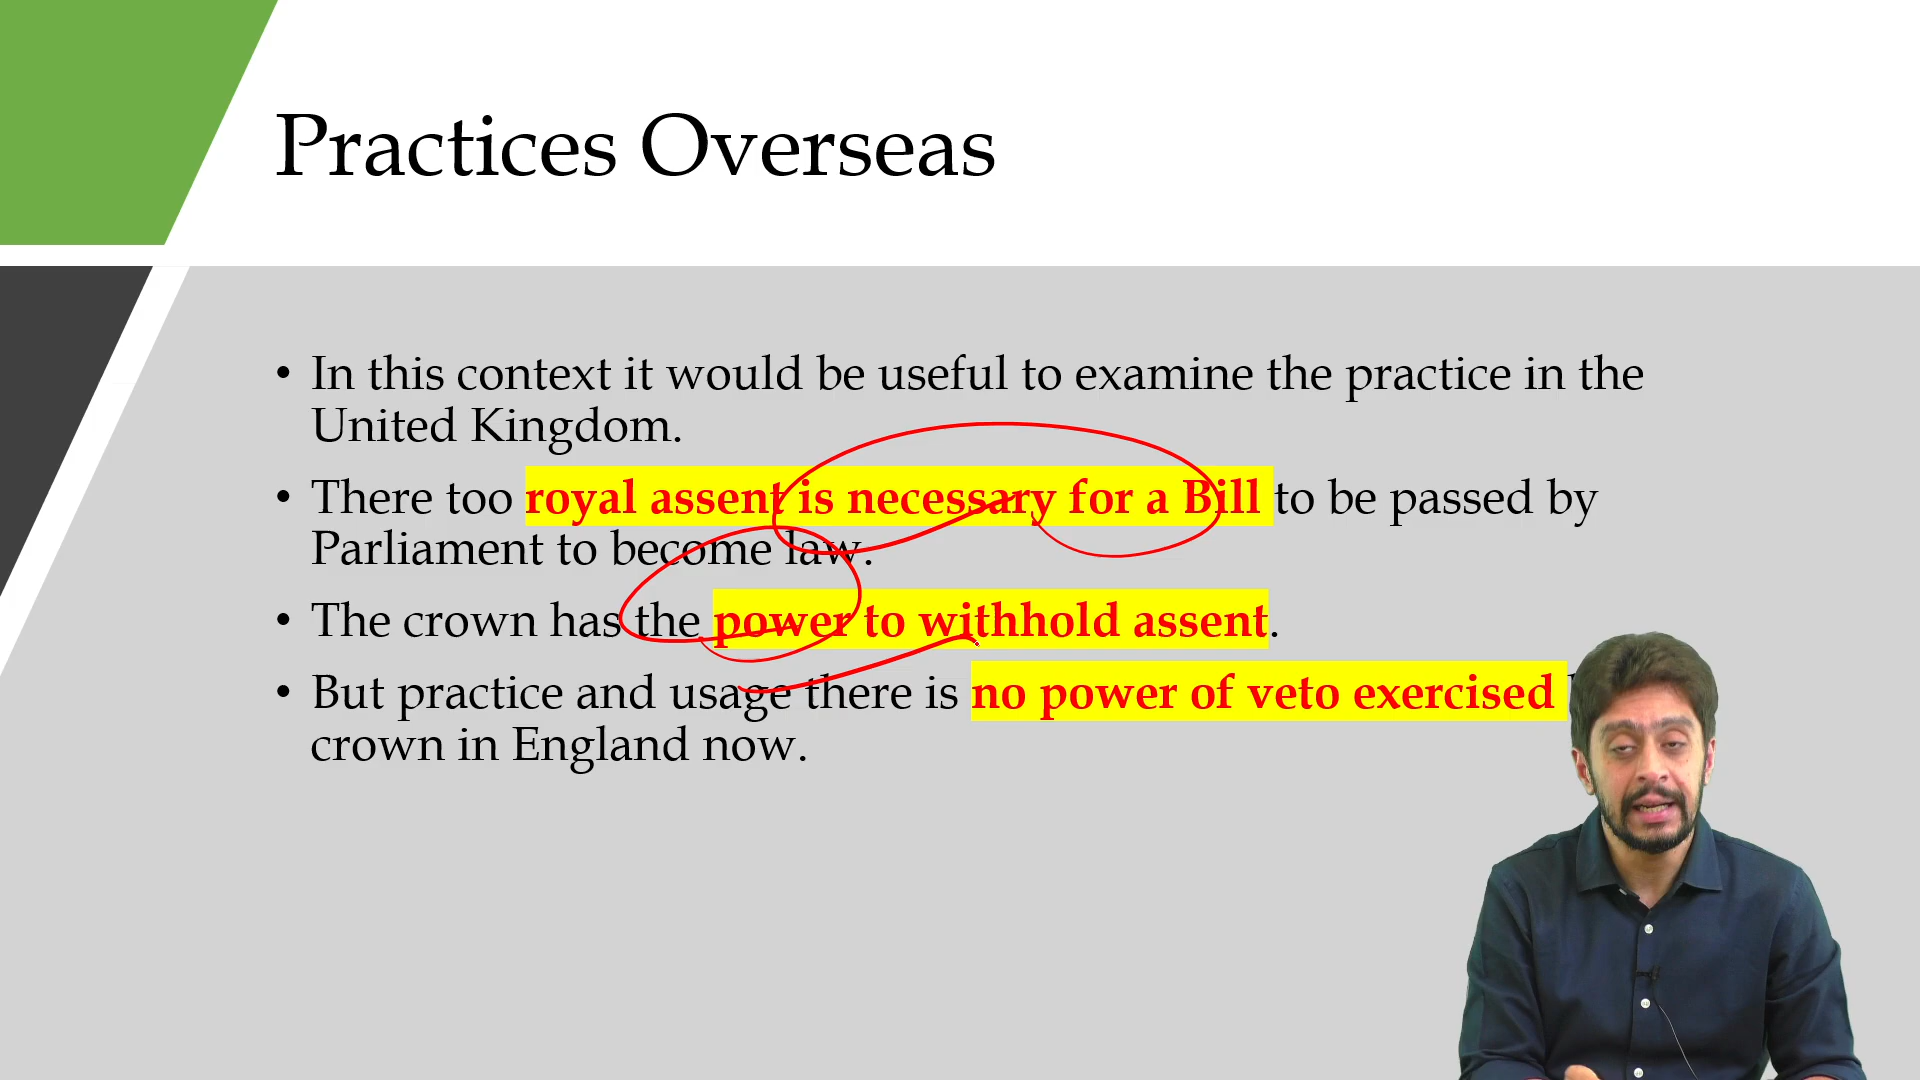 Practices Overseas
• In this context it would be useful to examine the practice in the
United Kingdom.
• There too royal assent is necessary for a Bill to be passed by
Parliament to become law.
• The crown has the power to withhold assent.
• But practice and usage there is no power of veto exercised
crown in England now.